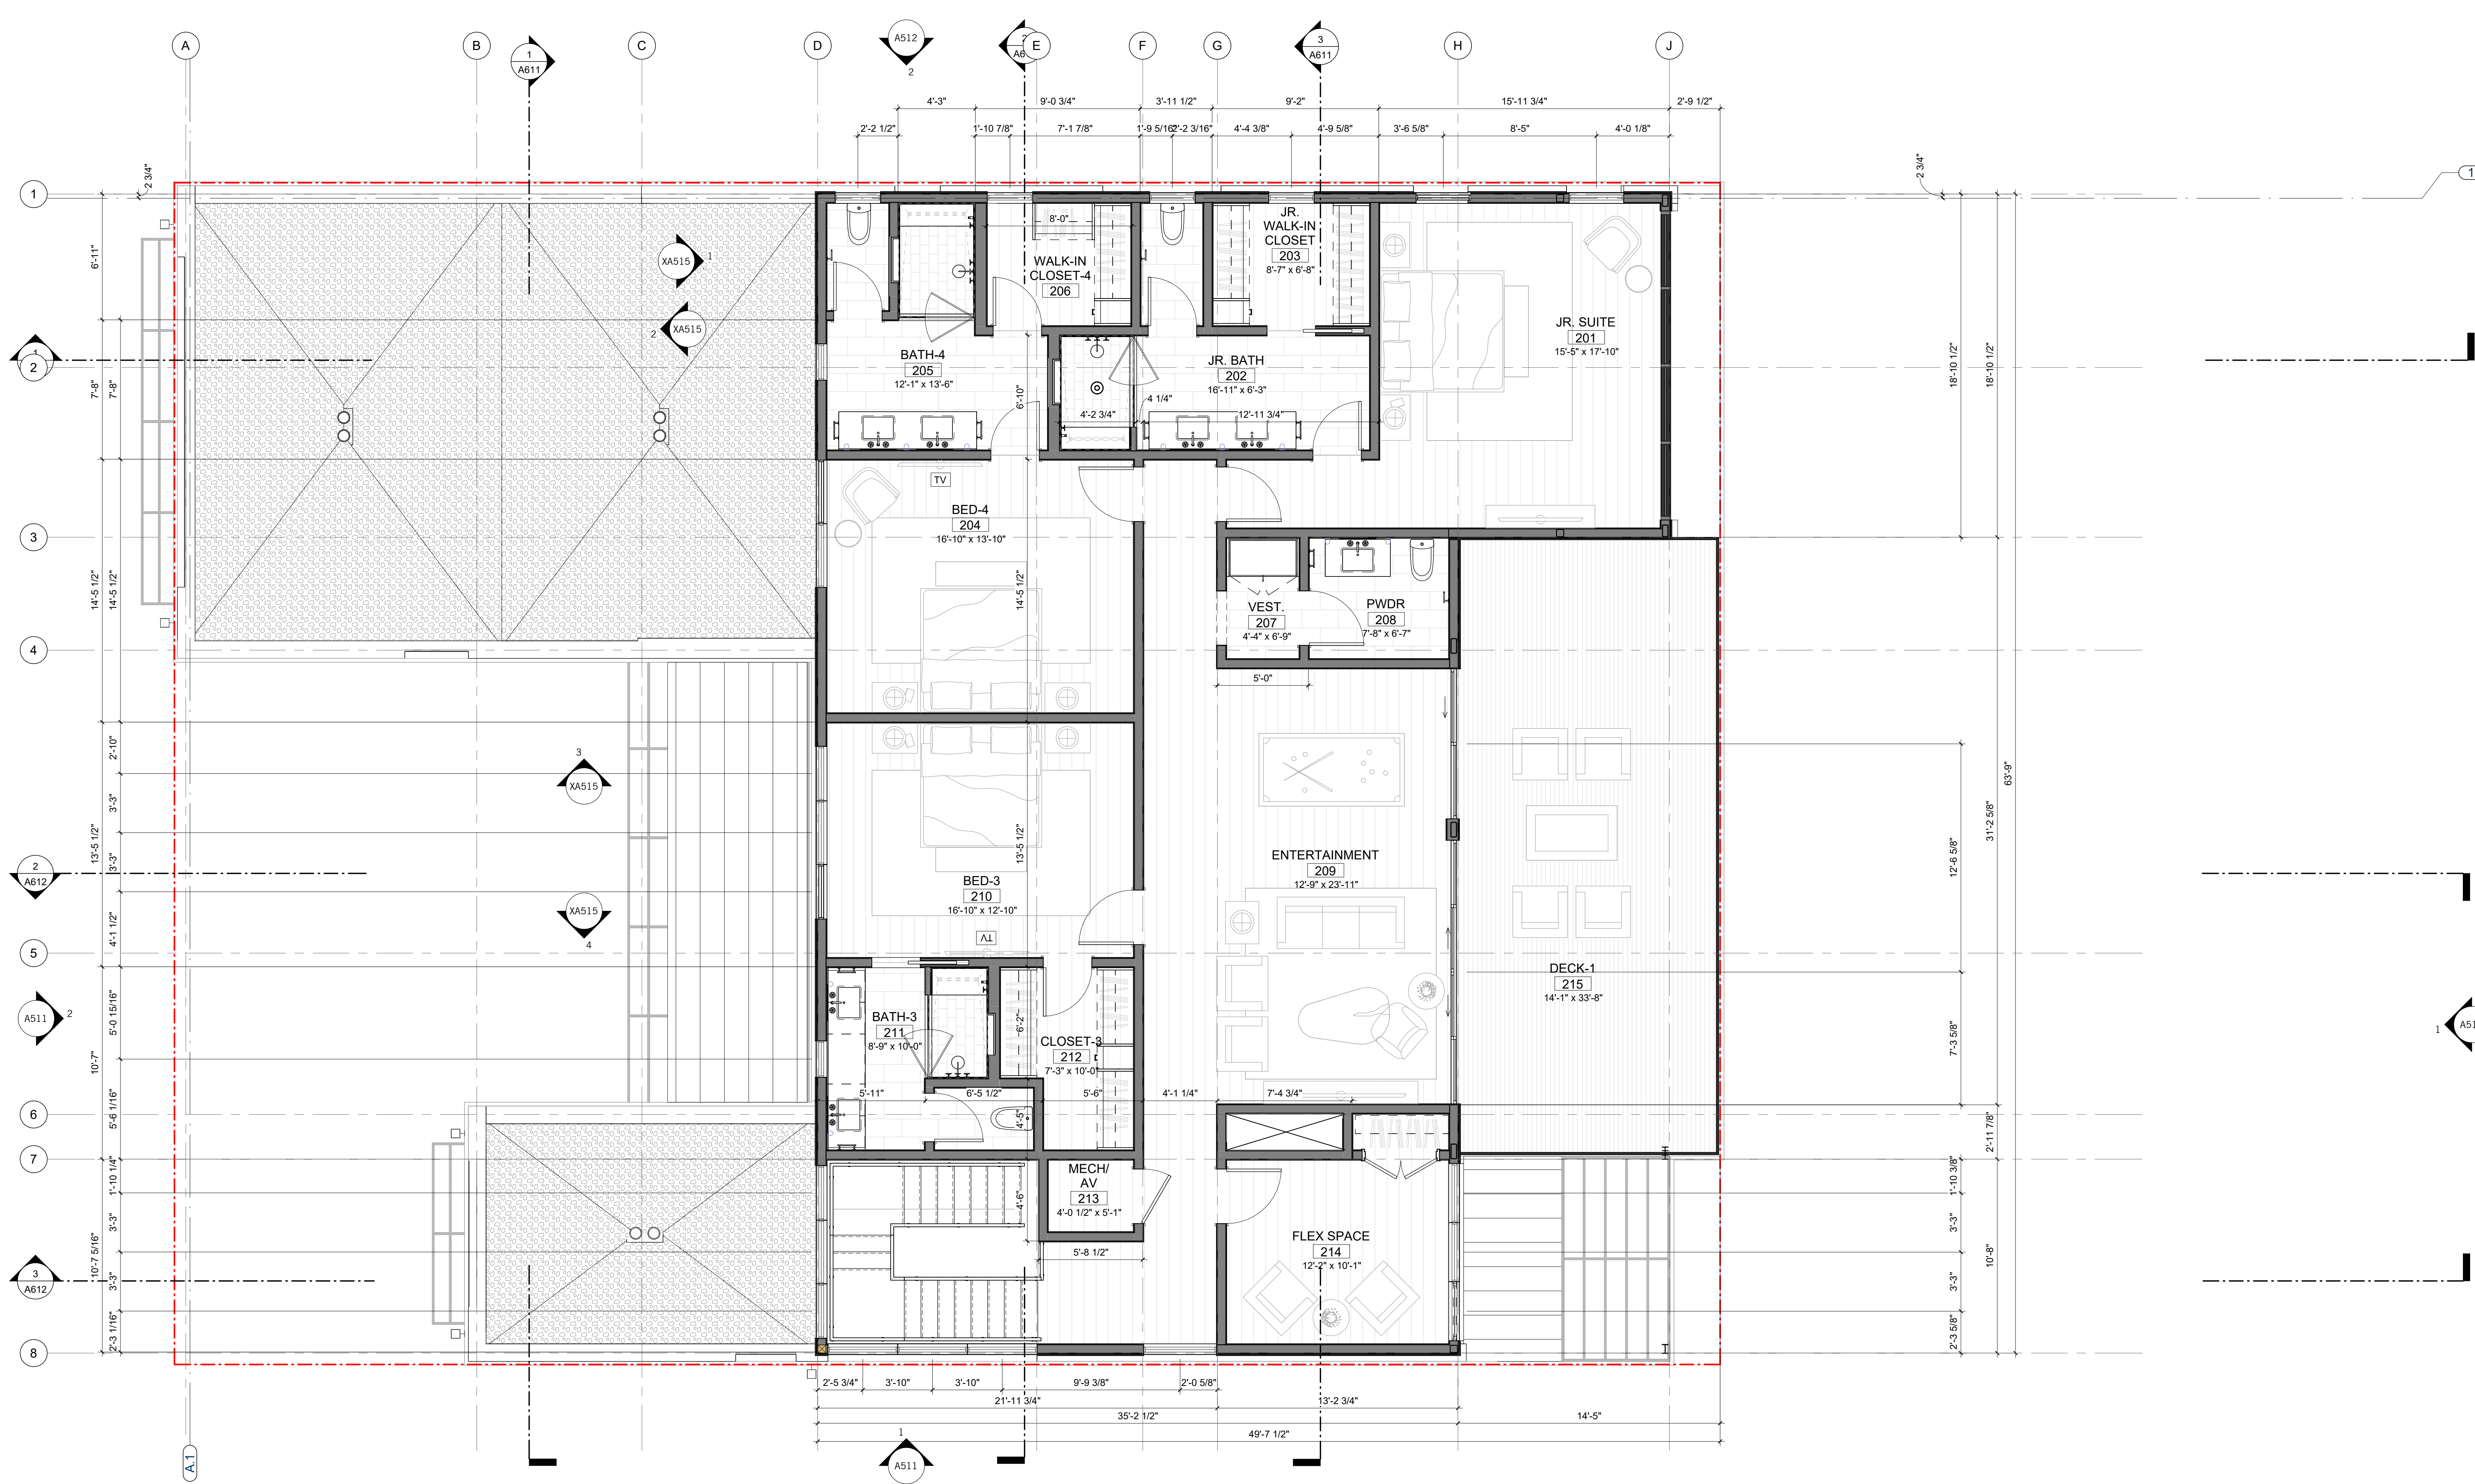 A
B
C
D
E
F
G
H
J
1
A611
A512
2
3
A611
4'-3"
9'-0 3/4"
3'-11 1/2"
9'-2"
15'-11 3/4"
2'-9 1/2"
2'-2 1/2"
1'-10 7/8"
7'-1 7/8"
1'-9 5/16"
2'-2 3/16"
4'-4 3/8"
4'-9 5/8"
3'-6 5/8"
8'-5"
4'-0 1/8"
2 3/4"
2 3/4"
1
1
8'-0"
JR.
WALK-IN
CLOSET
203
8'-7" x 6'-8"
WALK-IN
CLOSET-4
206
6'-11"
XA515
1
XA515
2
JR. SUITE
201
15'-5" x 17'-10"
1
2
BATH-4
205
12'-1" x 13'-6"
JR. BATH
202
16'-11" x 6'-3"
7'-8"
7'-8"
6'-10"
4 1/4"
4'-2 3/4"
12'-11 3/4"
18'-10 1/2"
18'-10 1/2"
TV
BED-4
204
16'-10" x 13'-10"
3
14'-5 1/2"
14'-5 1/2"
14'-5 1/2"
VEST.
207
4'-4" x 6'-9"
PWDR
208
7'-8" x 6'-7"
4
5'-0"
2'-10"
3
XA515
3'-3"
63'-9"
13'-5 1/2"
13'-3"
13'-5 1/2"
31'-2 5/8"
12'-6 5/8"
ENTERTAINMENT
209
12'-9" x 23'-11"
2
A612
BED-3
210
16'-10" x 12'-10"
XA515
4
4'-1 1/2"
TV
5
DECK-1
215
14'-1" x 33'-8"
A511
2
5'-0 15/16"
BATH-3
211
8'-9" x 10'-0"
6'-2"
CLOSET-3
212
7'-3" x 10'-0"
7'-3 5/8"
1
10'-7"
5'-11"
6'-5 1/2"
5'-6"
4'-1 1/4"
7'-4 3/4"
6
5'-6 1/16"
4'-5"
2'-11 7/8"
7
1'-10 1/4"
MECH/
AV
213
4'-0 1/2" x 5'-1"
4'-6"
1'-10 3/8"
3'-3"
3'-3"
10'-7 5/16"
5'-8 1/2"
FLEX SPACE
214
12'-2" x 10'-1"
10'-8"
3
A612
3'-3"
3'-3"
2'-3 1/16"
2'-3 5/8"
8
2'-5 3/4"
3'-10"
3'-10"
9'-9 3/8"
2'-0 5/8"
21'-11 3/4"
13'-2 3/4"
35'-2 1/2"
14'-5"
49'-7 1/2"
1
A511
A.1